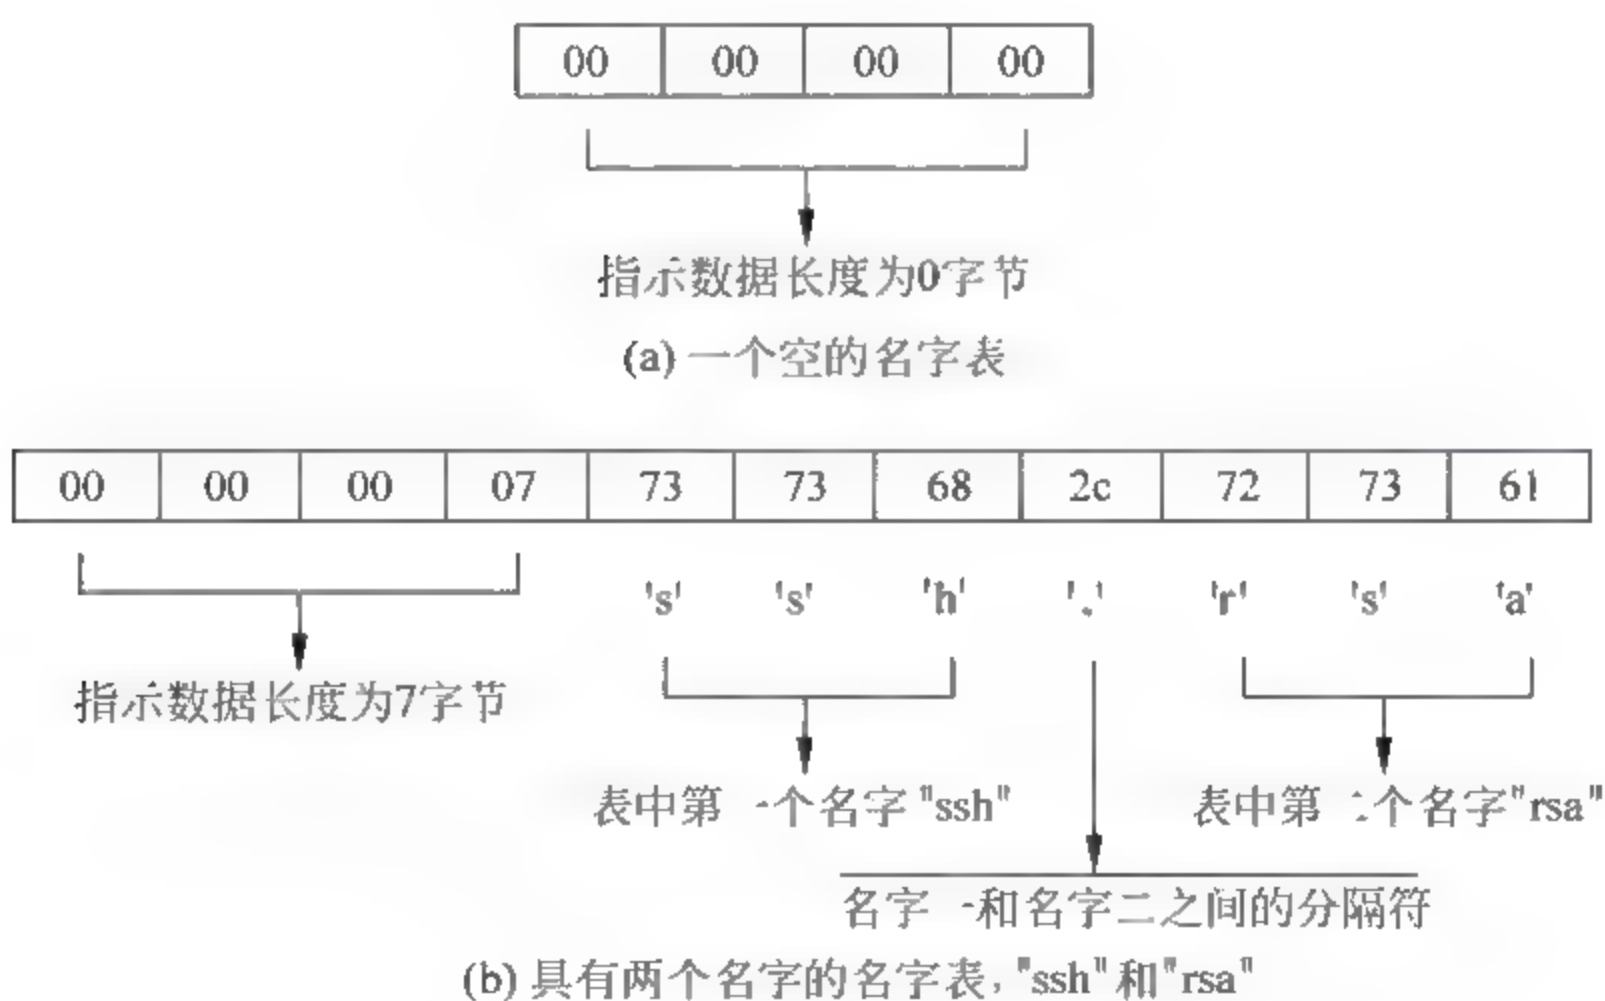 00 00 00 00
指示数据长度为0字节
(a) 一个空的名字表
00 00 00 07 73 73 68 2c 72 73 61
's' 's' 'h' ',' 'r' 's' 'a'
指示数据长度为7字节
表中第一个名字"ssh"
表中第二个名字"rsa"
名字一和名字二之间的分隔符
(b) 具有两个名字的名字表,"ssh"和"rsa"